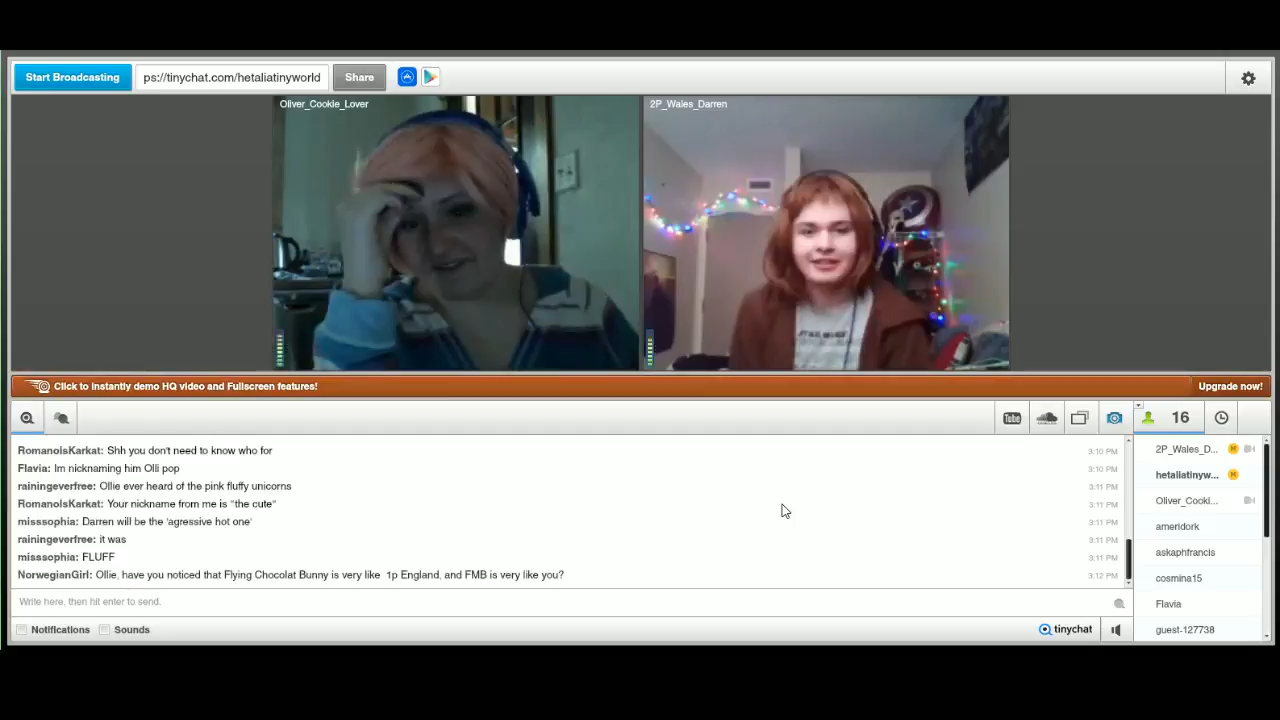 Start Broadcasting
ps://tinychat.com/hetaliatinyworld
Share
Oliver_Cookie_Lover
2P_Wales_Darren
Click to instantly demo HQ video and Fullscreen features!
Upgrade now!
You Tube
16
RomanoIsKarkat: Shh you don't need to know who for 3:10 PM
Flavia: Im nicknaming him Olli pop 3:10 PM
rainingeverfree: Ollie ever heard of the pink fluffy unicorns 3:11 PM
RomanoIsKarkat: Your nickname from me is "the cute" 3:11 PM
misssophia: Darren will be the 'agressive hot one' 3:11 PM
rainingeverfree: it was 3:11 PM
misssophia: FLUFF 3:11 PM
NorwegianGirl: Ollie, have you noticed that Flying Chocolat Bunny is very like 1p England, and FMB is very like you? 3:12 PM
2P_Wales_D... M
hetaliatinyw... M
Oliver_Cooki...
ameridork
askaphfrancis
cosmina15
Flavia
guest-127738
Write here, then hit enter to send.
Notifications
Sounds
tinychat